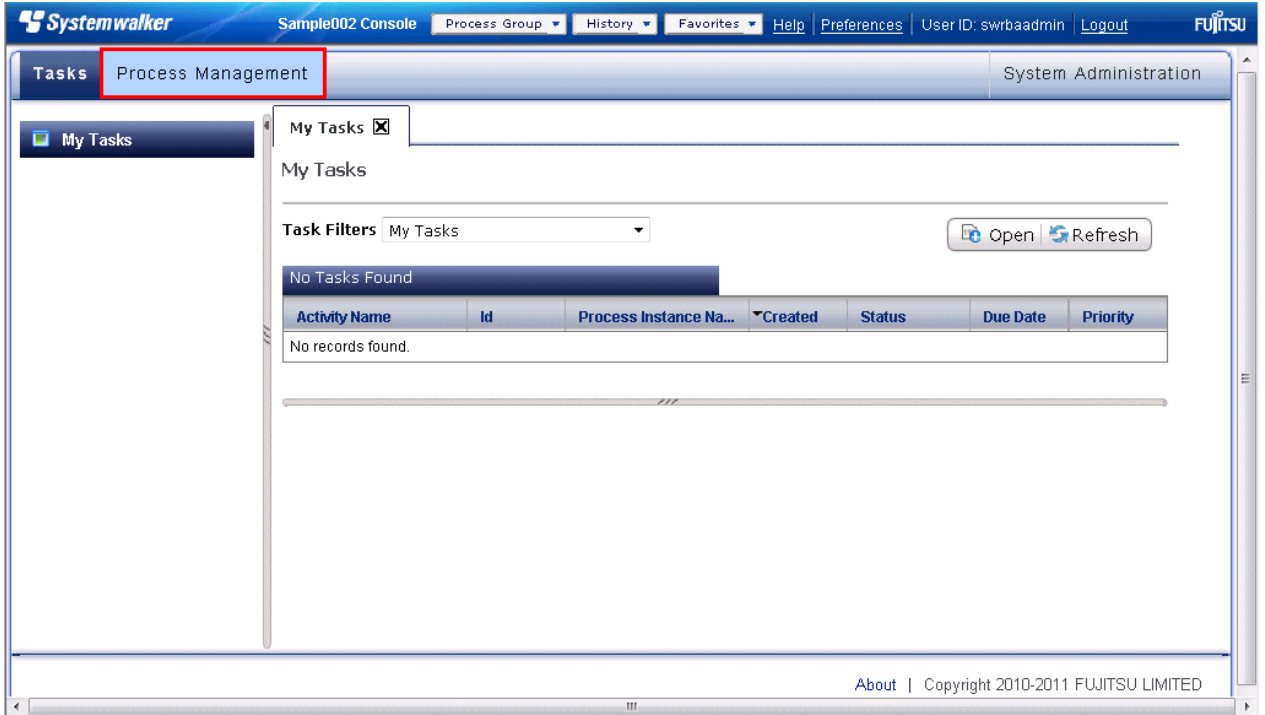 Systemwalker Sample002 Console Process Group History Favorites Help Preferences User ID: swrbaadmin Logout FUJITSU
Tasks Process Management System Administration
My Tasks
My Tasks
My Tasks
Task Filters My Tasks Open Refresh
No Tasks Found
Activity Name Id Process Instance Na... Created Status Due Date Priority
No records found.
About | Copyright 2010-2011 FUJITSU LIMITED